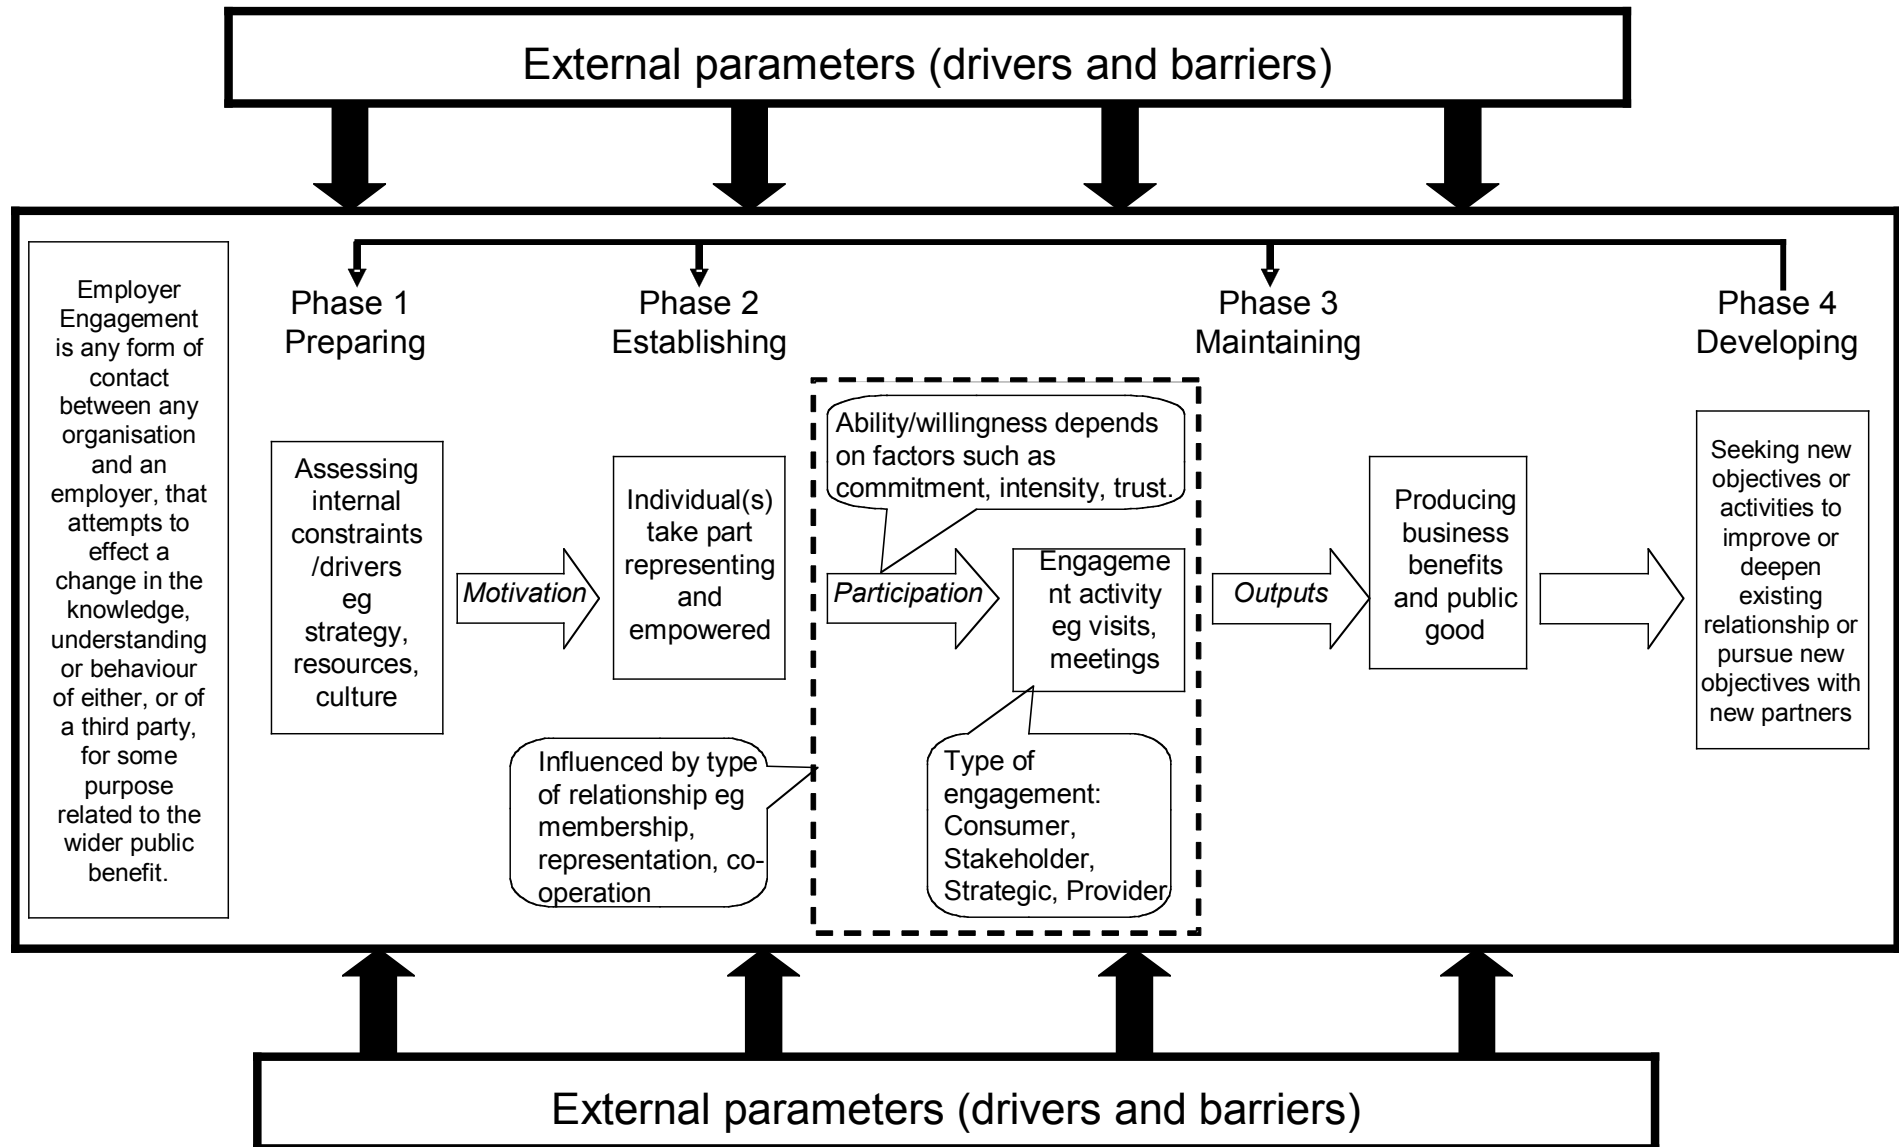 External parameters (drivers and barriers)
Employer
Engagement
is any form of
contact
between any
organisation
and an
employer, that
attempts to
effect a
change in the
knowledge,
understanding
or behaviour
of either, or of
a third party,
for some
purpose
related to the
wider public
benefit.
Phase 1
Preparing
Phase 2
Establishing
Phase 3
Maintaining
Phase 4
Developing
Assessing
internal
constraints
/drivers
eg
strategy,
resources,
culture
Motivation
Individual(s)
take part
representing
and
empowered
Influenced by type
of relationship eg
membership,
representation, co-
operation
Ability/willingness depends
on factors such as
commitment, intensity, trust.
Participation
Engageme
nt activity
eg visits,
meetings
Type of
engagement:
Consumer,
Stakeholder,
Strategic, Provider
Outputs
Producing
business
benefits
and public
good
Seeking new
objectives or
activities to
improve or
deepen
existing
relationship or
pursue new
objectives with
new partners
External parameters (drivers and barriers)